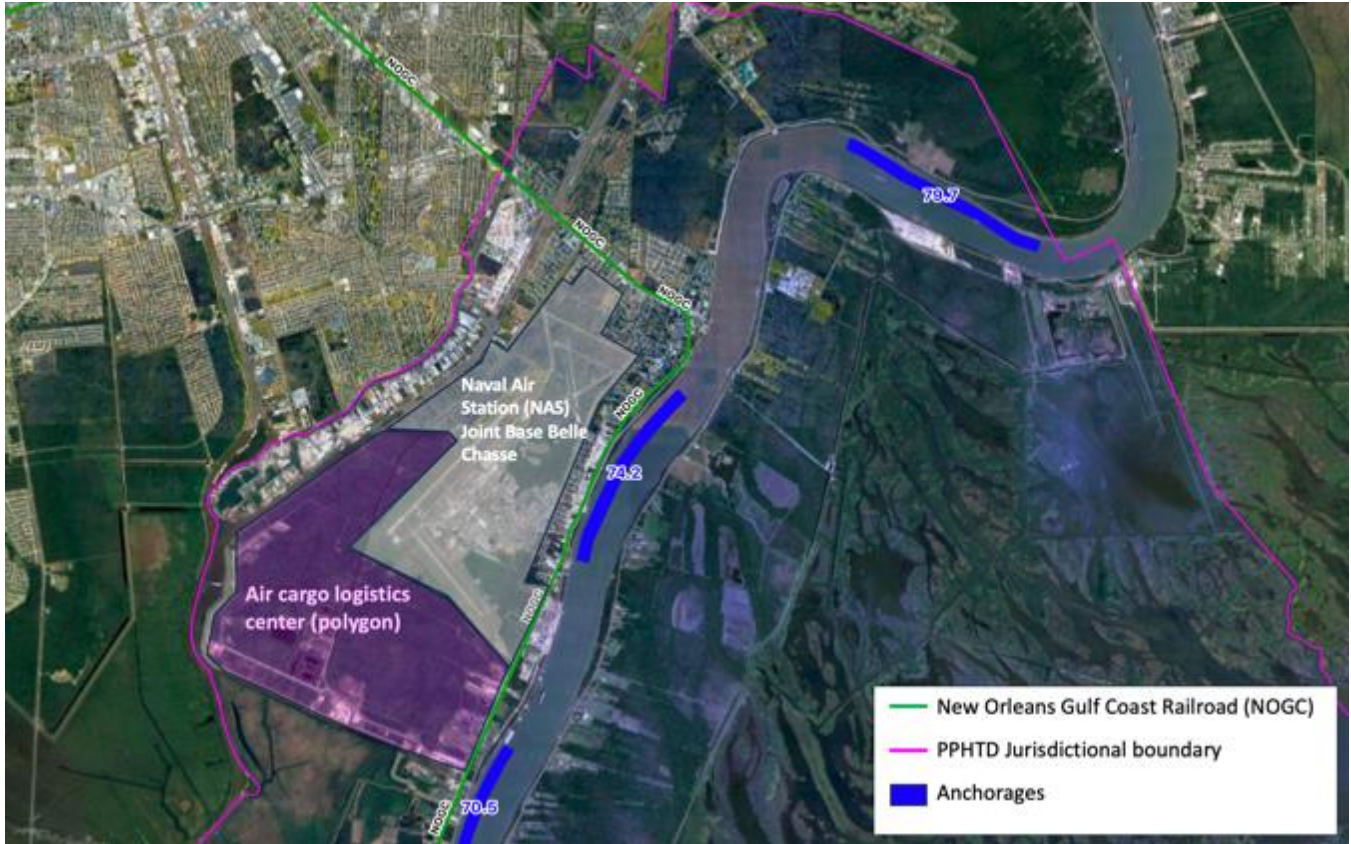 NOGC
NOGC
NOGC
NOGC
NOGC
NOGC
79.7
74.2
70.5
Naval Air
Station (NAS)
Joint Base Belle
Chasse
Air cargo logistics
center (polygon)
New Orleans Gulf Coast Railroad (NOGC)
PPHTD Jurisdictional boundary
Anchorages